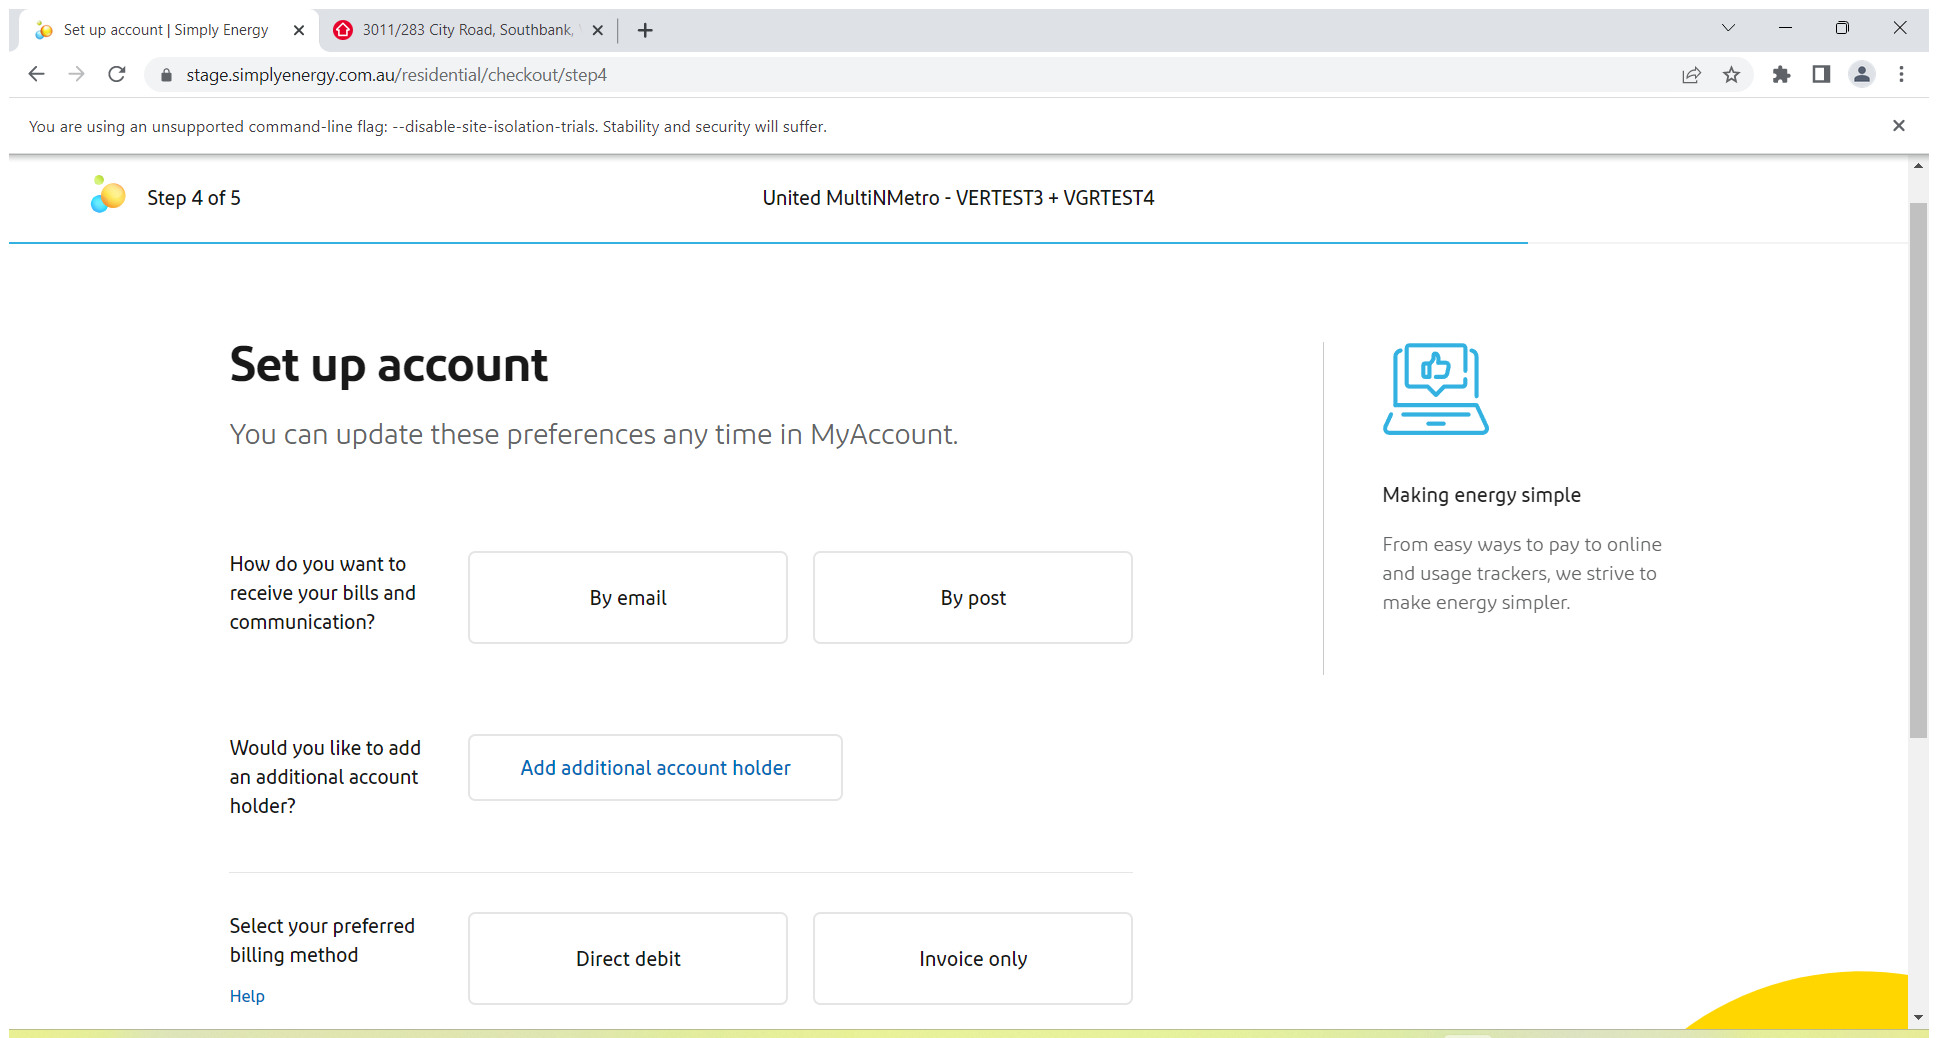 Set up account | Simply Energy
3011/283 City Road, Southbank,
stage.simplyenergy.com.au/residential/checkout/step4
You are using an unsupported command-line flag: --disable-site-isolation-trials. Stability and security will suffer.
Step 4 of 5
United MultiNMetro - VERTEST3 + VGRTEST4
Set up account
You can update these preferences any time in MyAccount.
How do you want to
receive your bills and
communication?
By email
By post
Would you like to add
an additional account
holder?
Add additional account holder
Select your preferred
billing method
Help
Direct debit
Invoice only
Making energy simple
From easy ways to pay to online
and usage trackers, we strive to
make energy simpler.